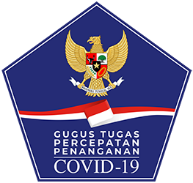 GUGUS TUGAS
PERCEPATAN
PENANGANAN
COVID-19